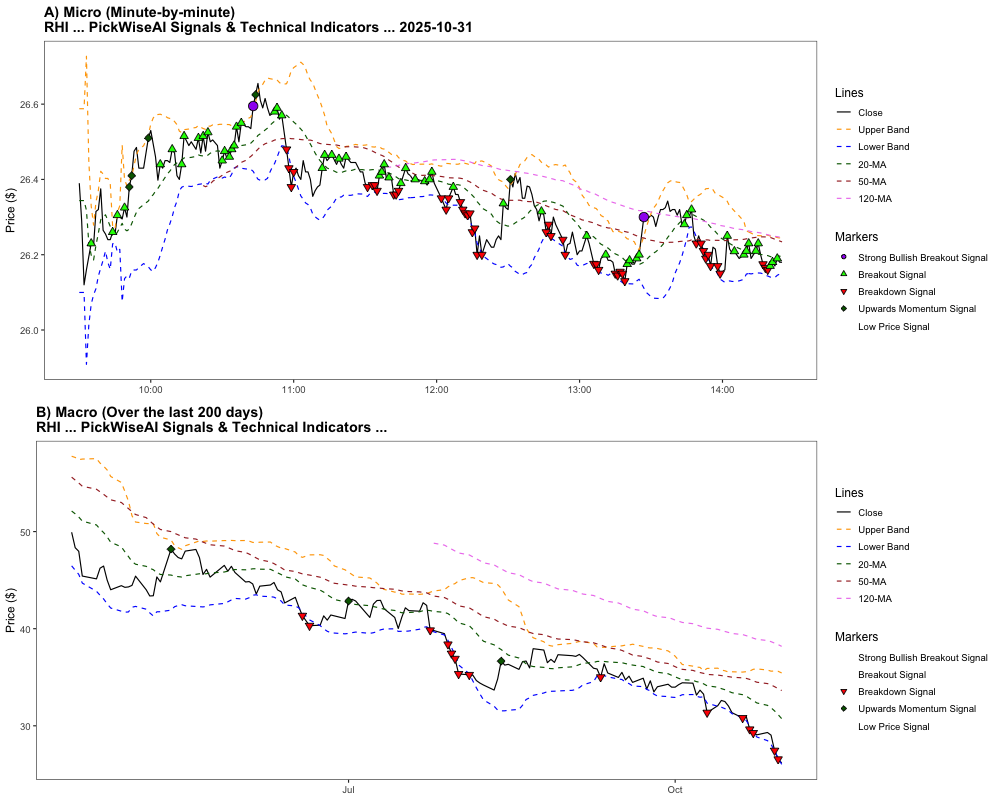 A) Micro (Minute-by-minute)
RHI ... PickWiseAI Signals & Technical Indicators ... 2025-10-31
Price ($)
26.6
26.4
26.2
26.0
10:00
11:00
12:00
13:00
14:00
Lines
Close
Upper Band
Lower Band
20-MA
50-MA
120-MA
Markers
Strong Bullish Breakout Signal
Breakout Signal
Breakdown Signal
Upwards Momentum Signal
Low Price Signal
B) Macro (Over the last 200 days)
RHI ... PickWiseAI Signals & Technical Indicators ...
Price ($)
50
40
30
Jul
Oct
Lines
Close
Upper Band
Lower Band
20-MA
50-MA
120-MA
Markers
Strong Bullish Breakout Signal
Breakout Signal
Breakdown Signal
Upwards Momentum Signal
Low Price Signal